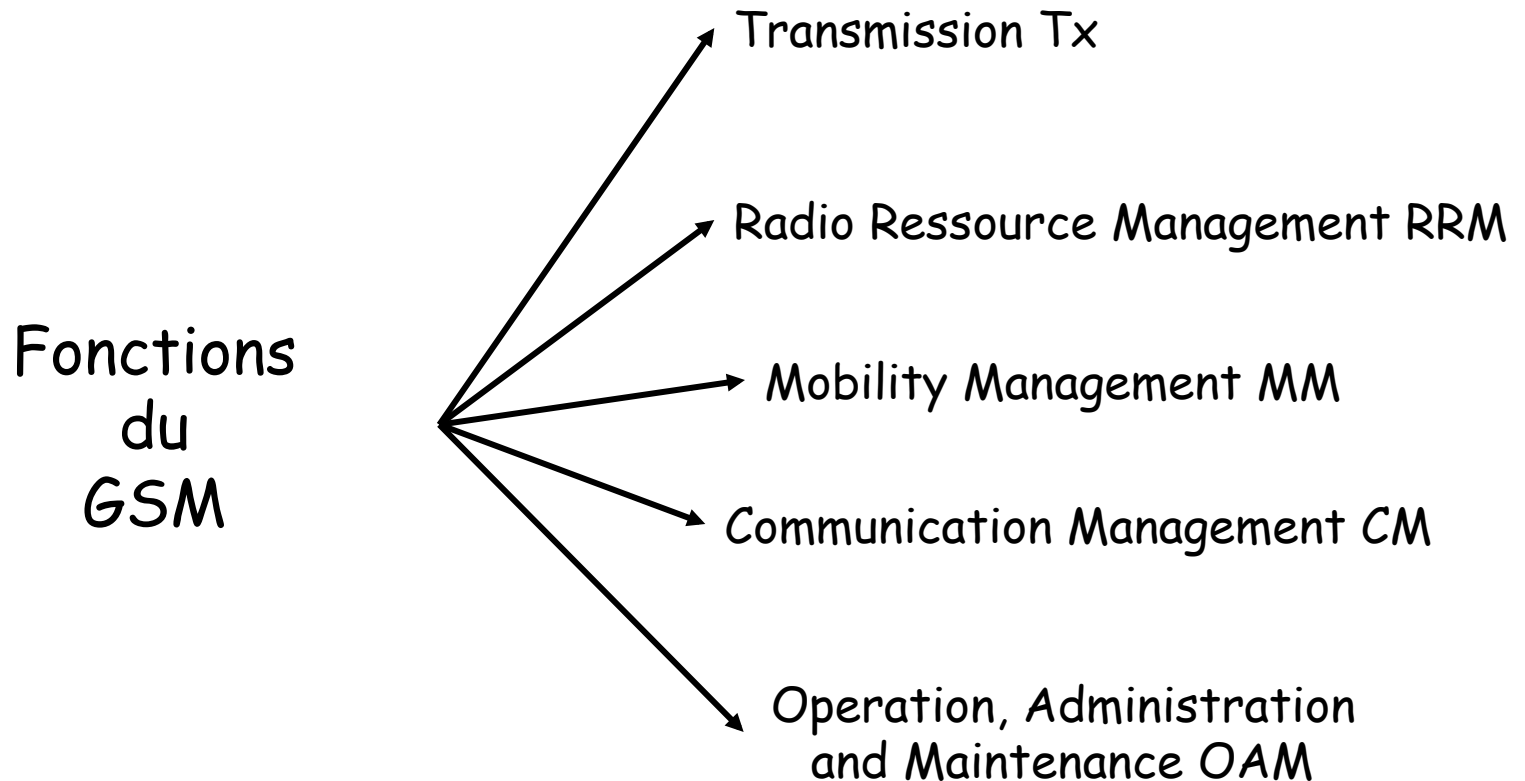 Transmission Tx
Radio Ressource Management RRM
Fonctions
du
GSM
Mobility Management MM
Communication Management CM
Operation, Administration
and Maintenance OAM